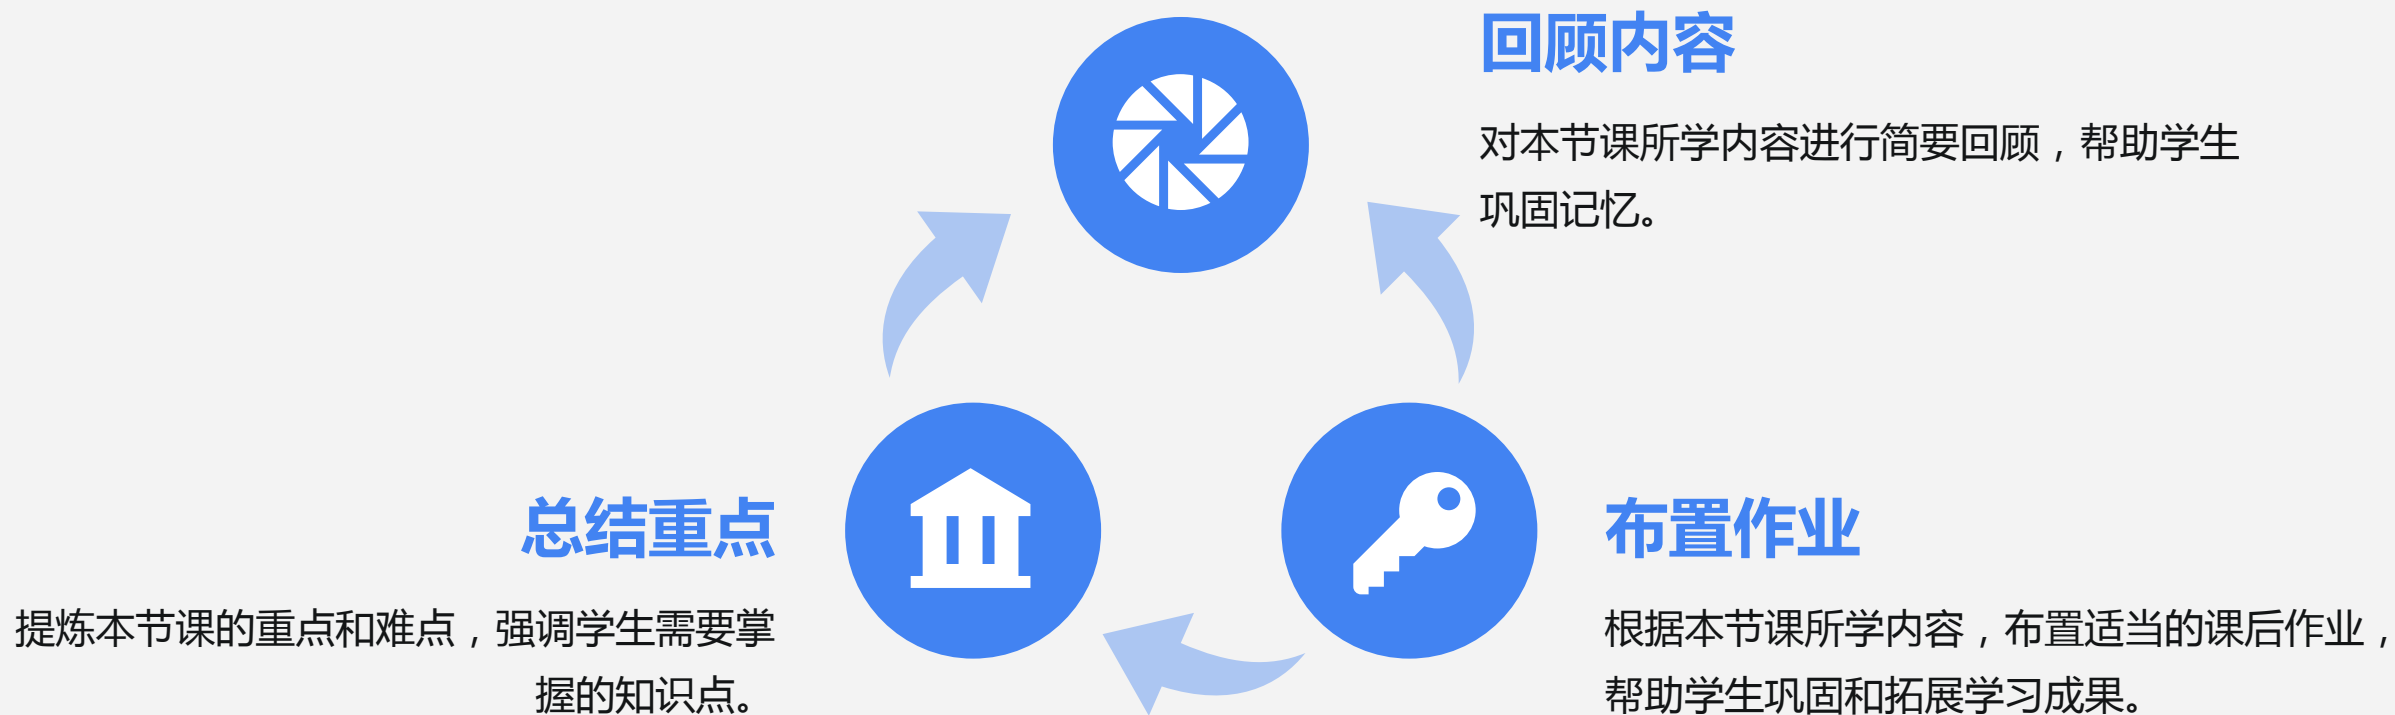 回顾内容
对本节课所学内容进行简要回顾，帮助学生
巩固记忆。
总结重点
提炼本节课的重点和难点，强调学生需要掌
握的知识点。
布置作业
根据本节课所学内容，布置适当的课后作业，
帮助学生巩固和拓展学习成果。